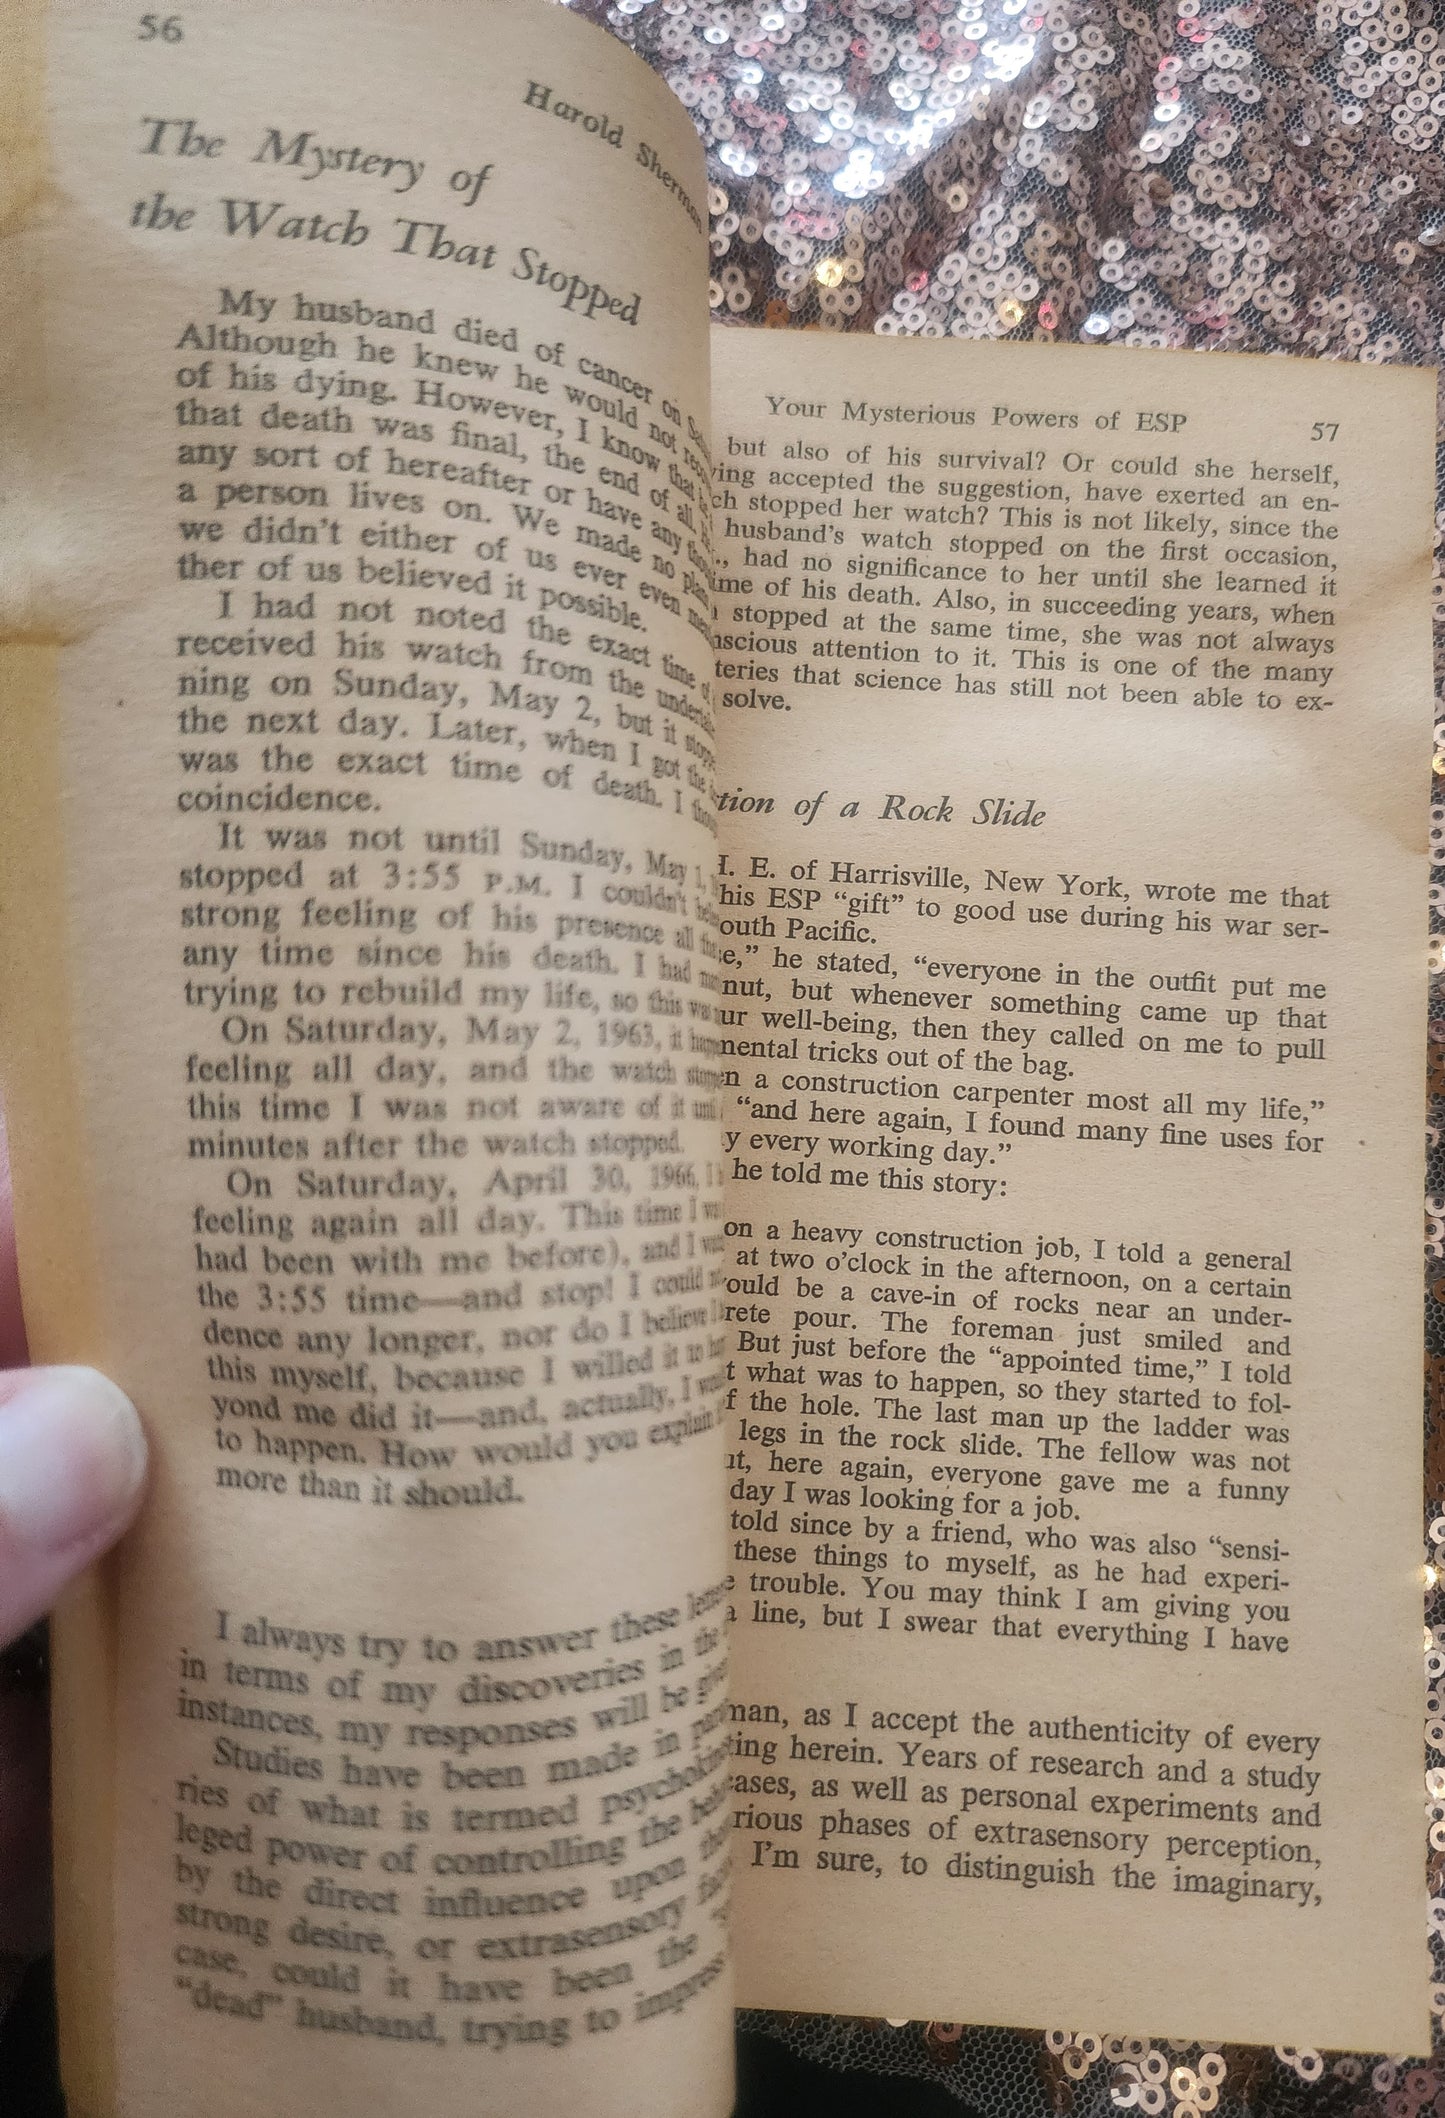 56
Harold Sherman
The Mystery of
the Watch That Stopped
My husband died of cancer on
Although he knew he would not
of his dying. However, I know that
that death was final, the end of all.
any sort of hereafter or have any
a person lives on. We made no
we didn't either of us ever even
ther of us believed it possible.
I had not noted the exact time
received his watch from the
ning on Sunday, May 2, but it
the next day. Later, when I got the
was the exact time of death. I
coincidence.
It was not until Sunday, May 1,
stopped at 3:55 P.M. I couldn't
strong feeling of his presence all
any time since his death. I had
trying to rebuild my life, so this
On Saturday, May 2, 1963, it
feeling all day, and the watch
this time I was not aware of it
minutes after the watch stopped.
On Saturday, April 30, 1966, I
feeling again all day. This time I
had been with me before), and I
the 3:55 time—and stop! I could
dence any longer, nor do I believe I
this myself, because I willed it to
yond me did it—and, actually, I
to happen. How would you explain
more than it should.
I always try to answer these
in terms of my discoveries in the
instances, my responses will be
Studies have been made in
ries of what is termed
leged power of controlling the
by the direct influence upon
strong desire, or extrasensory
case, could it have been the
"dead" husband, trying to impress
Your Mysterious Powers of ESP
57
but also of his survival? Or could she herself,
ing accepted the suggestion, have exerted an en-
ch stopped her watch? This is not likely, since the
husband's watch stopped on the first occasion,
., had no significance to her until she learned it
ime of his death. Also, in succeeding years, when
stopped at the same time, she was not always
scious attention to it. This is one of the many
teries that science has still not been able to ex-
solve.
tion of a Rock Slide
H. E. of Harrisville, New York, wrote me that
his ESP "gift" to good use during his war ser-
outh Pacific.
e," he stated, "everyone in the outfit put me
nut, but whenever something came up that
ur well-being, then they called on me to pull
mental tricks out of the bag.
n a construction carpenter most all my life,"
"and here again, I found many fine uses for
y every working day."
he told me this story:
on a heavy construction job, I told a general
at two o'clock in the afternoon, on a certain
ould be a cave-in of rocks near an under-
rete pour. The foreman just smiled and
But just before the "appointed time," I told
t what was to happen, so they started to fol-
f the hole. The last man up the ladder was
legs in the rock slide. The fellow was not
ut, here again, everyone gave me a funny
day I was looking for a job.
told since by a friend, who was also "sensi-
these things to myself, as he had experi-
e trouble. You may think I am giving you
a line, but I swear that everything I have
man, as I accept the authenticity of every
ting herein. Years of research and a study
cases, as well as personal experiments and
rious phases of extrasensory perception,
I'm sure, to distinguish the imaginary,